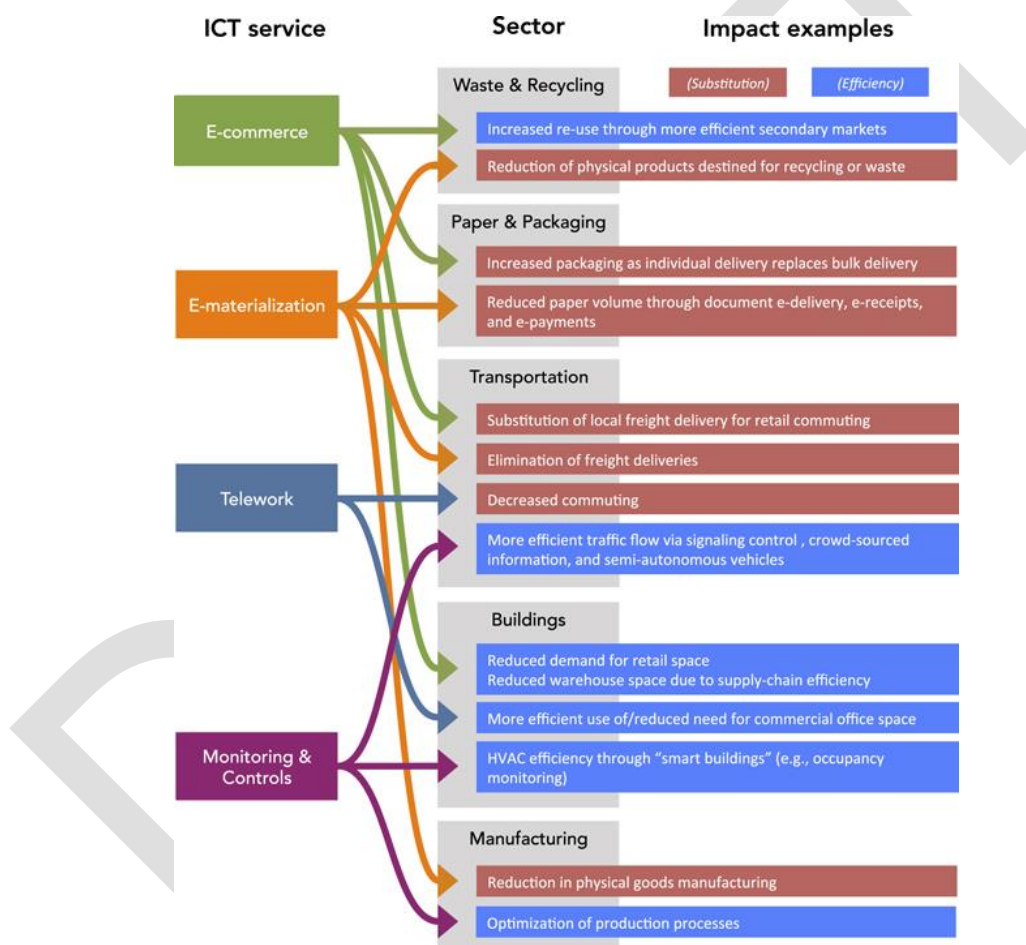 ICT service
Sector
Impact examples
Waste & Recycling
(Substitution)
(Efficiency)
E-commerce
Increased re-use through more efficient secondary markets
Reduction of physical products destined for recycling or waste
Paper & Packaging
Increased packaging as individual delivery replaces bulk delivery
E-materialization
Reduced paper volume through document e-delivery, e-receipts,
and e-payments
Transportation
Substitution of local freight delivery for retail commuting
Elimination of freight deliveries
Telework
Decreased commuting
More efficient traffic flow via signaling control , crowd-sourced
information, and semi-autonomous vehicles
Buildings
Reduced demand for retail space
Reduced warehouse space due to supply-chain efficiency
More efficient use of/reduced need for commercial office space
Monitoring &
Controls
HVAC efficiency through “smart buildings” (e.g., occupancy
monitoring)
Manufacturing
Reduction in physical goods manufacturing
Optimization of production processes